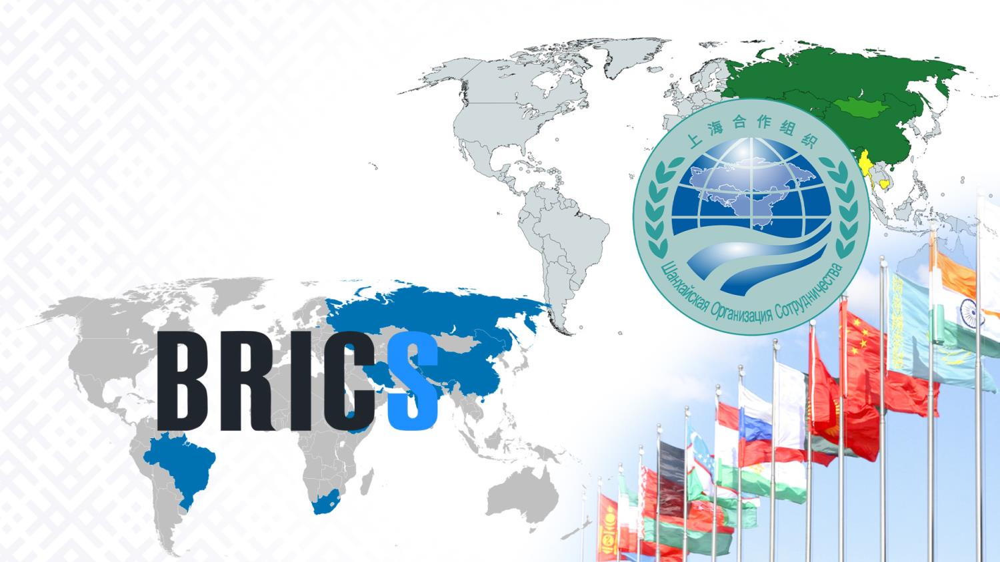 上海合作组织
Шанхайская Организация Сотрудничества
BRICS